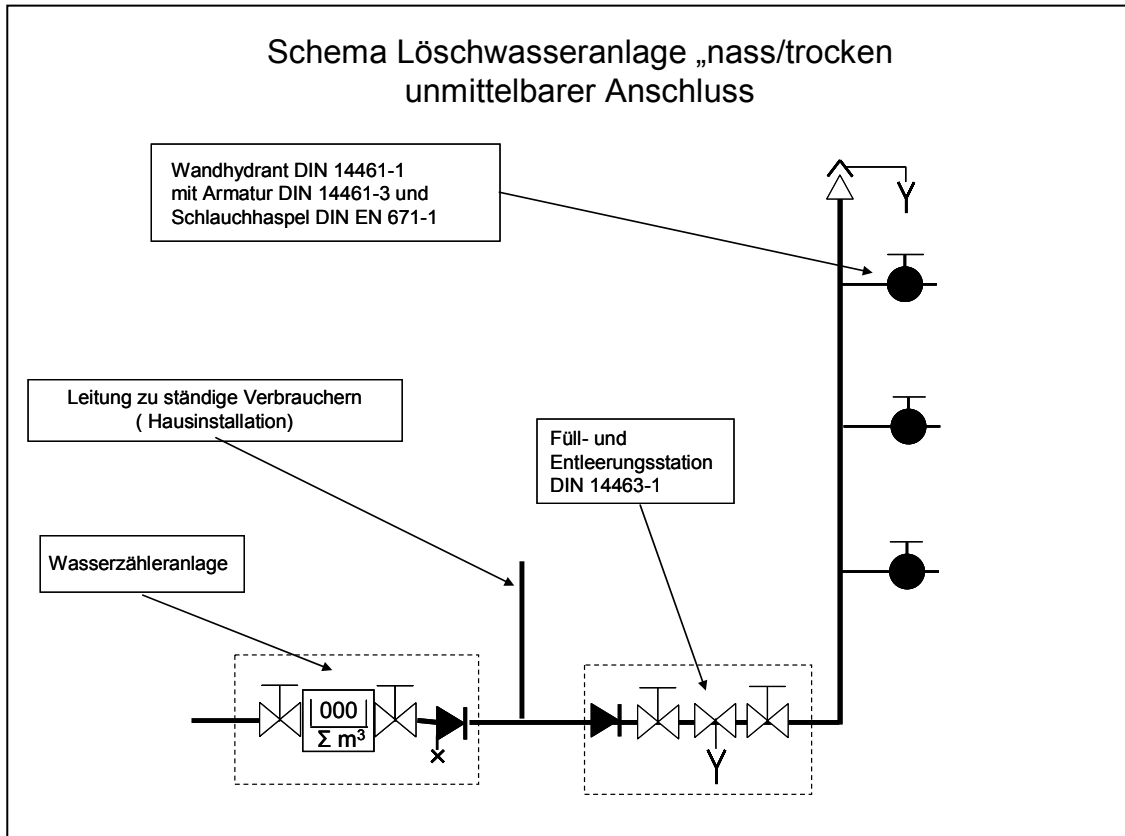 Schema Löschwasseranlage „nass/trocken
unmittelbarer Anschluss
Wandhydrant DIN 14461-1
mit Armatur DIN 14461-3 und
Schlauchhaspel DIN EN 671-1
Leitung zu ständige Verbrauchern
( Hausinstallation)
Füll- und
Entleerungsstation
DIN 14463-1
Wasserzähleranlage
000
Σ m³